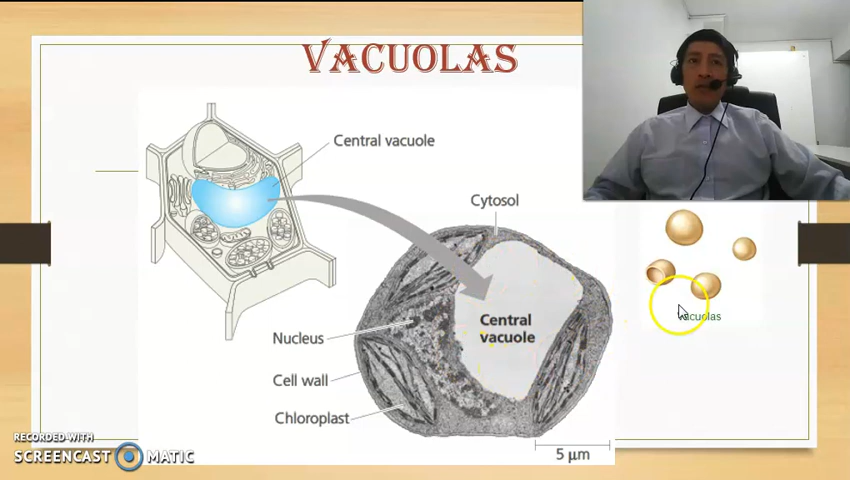 VACUOLAS
Central vacuole
Cytosol
Central
vacuole
Nucleus
Cell wall
Chloroplast
5 μm
vacuolas
RECORDED WITH
SCREENCAST MATIC